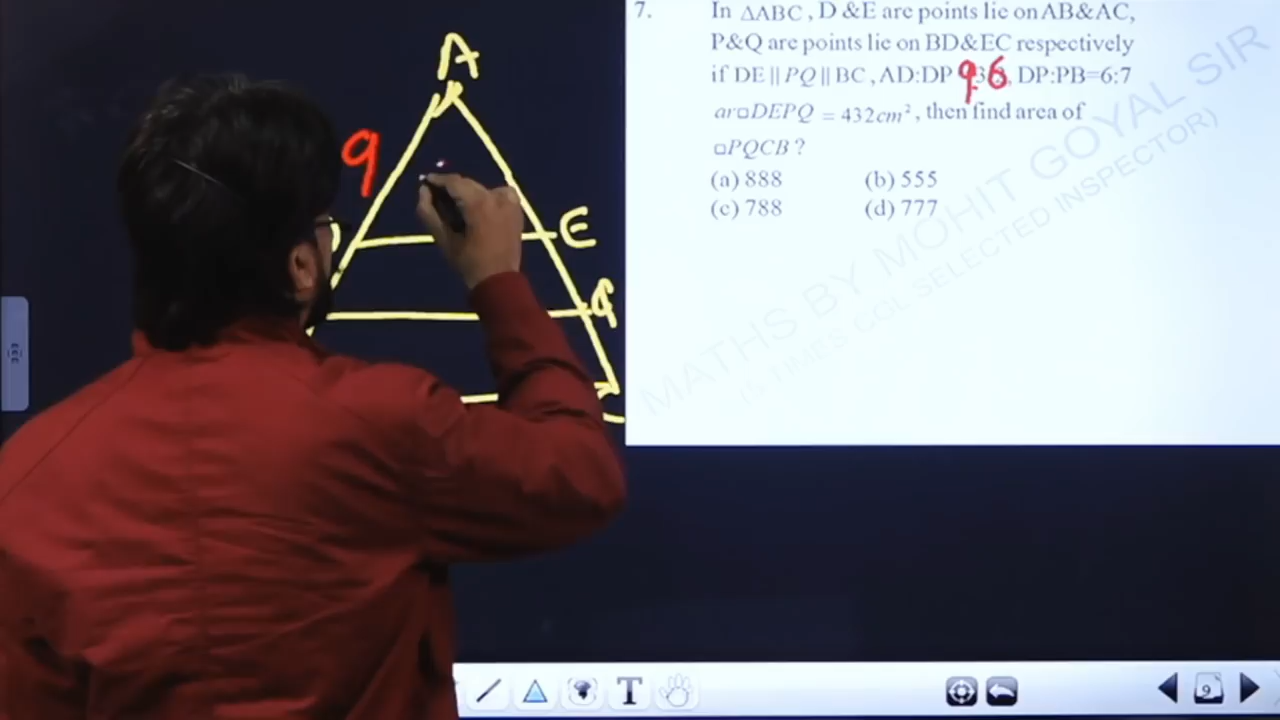 7. In △ABC, D &E are points lie on AB&AC,
P&Q are points lie on BD&EC respectively
if DE || PQ || BC, AD:DP 9 6, DP:PB=6:7
ar□DEPQ = 432cm², then find area of
□PQCB ?
(a) 888 (b) 555
(c) 788 (d) 777
A
9
E
Q
MATHS BY MOHIT GOYAL SIR
SELECTED INSPECTOR)
T
9